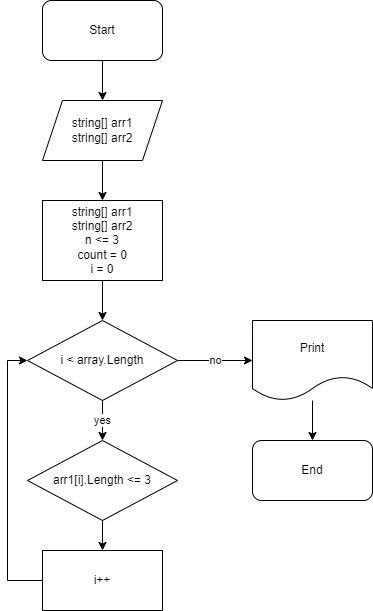 Start
string[] arr1
string[] arr2
string[] arr1
string[] arr2
n <= 3
count = 0
i = 0
i < array.Length
no
Print
yes
End
arr1[i].Length <= 3
i++